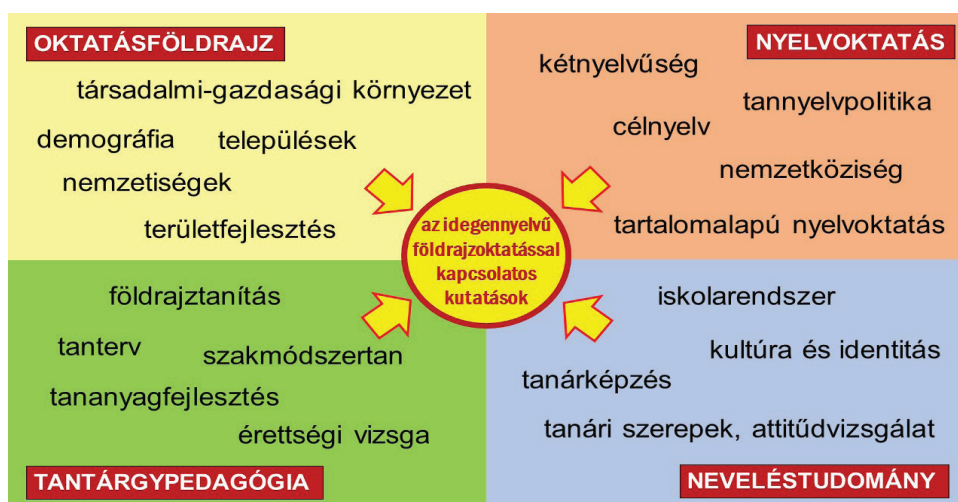 OKTATÁSFÖLDRAJZ
társadalmi-gazdasági környezet
demográfia
települések
nemzetiségek
területfejlesztés
NYELVOKTATÁS
kétnyelvűség
tannyelvpolitika
célnyelv
nemzetköziség
tartalomalapú nyelvoktatás
az idegennyelvű
földrajzoktatással
kapcsolatos
kutatások
földrajztanítás
tanterv
szakmódszertan
tananyagfejlesztés
érettségi vizsga
TANTÁRGYPEDAGÓGIA
iskolarendszer
kultúra és identitás
tanárképzés
tanári szerepek, attitűdvizsgálat
NEVELÉSTUDOMÁNY